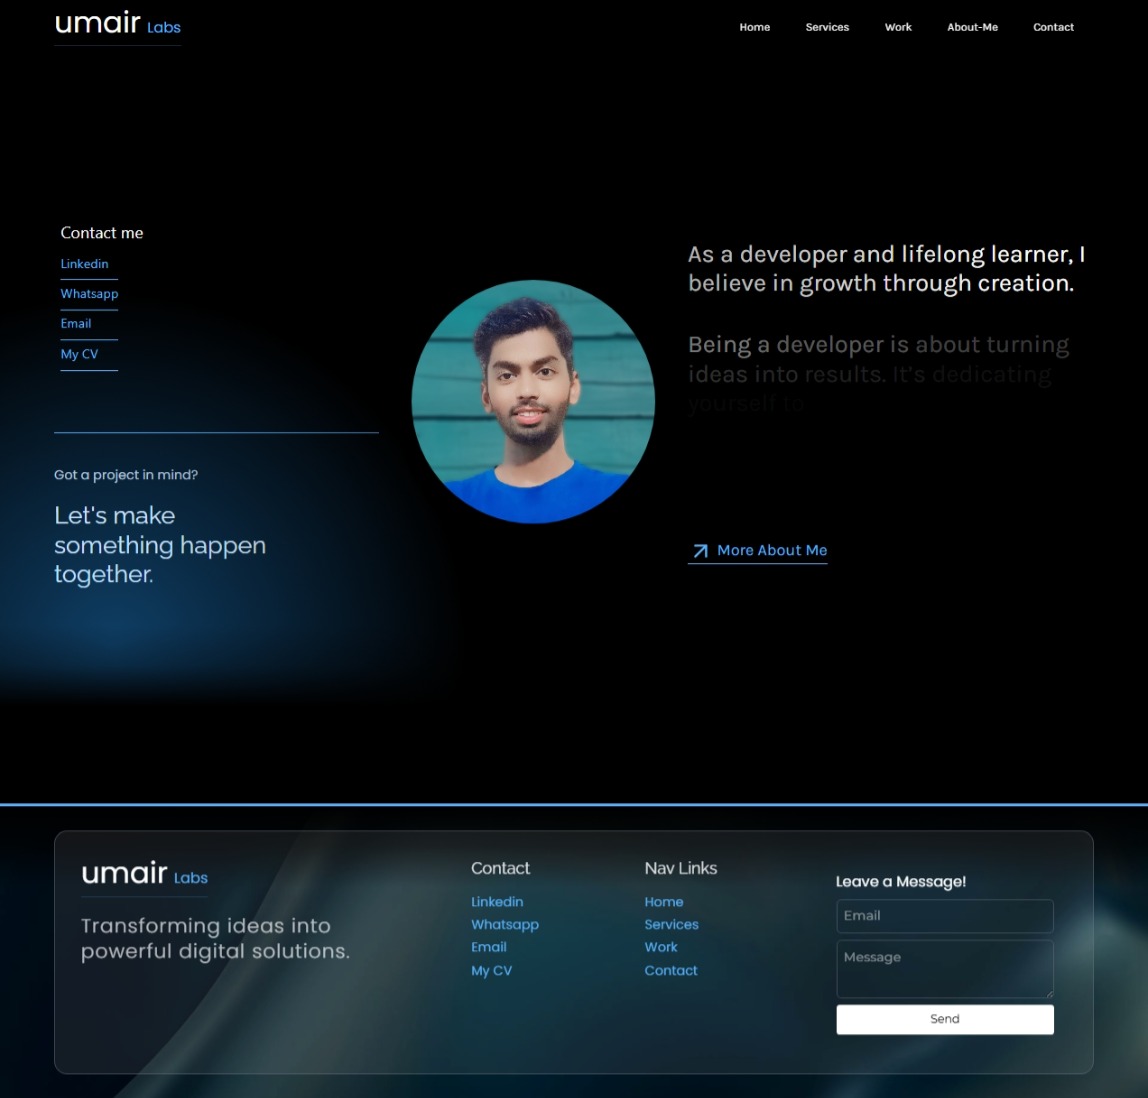 umair Labs
Home Services Work About-Me Contact
Contact me
Linkedin
Whatsapp
Email
My CV
Got a project in mind?
Let's make
something happen
together.
As a developer and lifelong learner, I
believe in growth through creation.
Being a developer is about turning
ideas into results. It's dedicating
yourself to
More About Me
umair Labs
Transforming ideas into
powerful digital solutions.
Contact
Linkedin
Whatsapp
Email
My CV
Nav Links
Home
Services
Work
Contact
Leave a Message!
Email
Message
Send